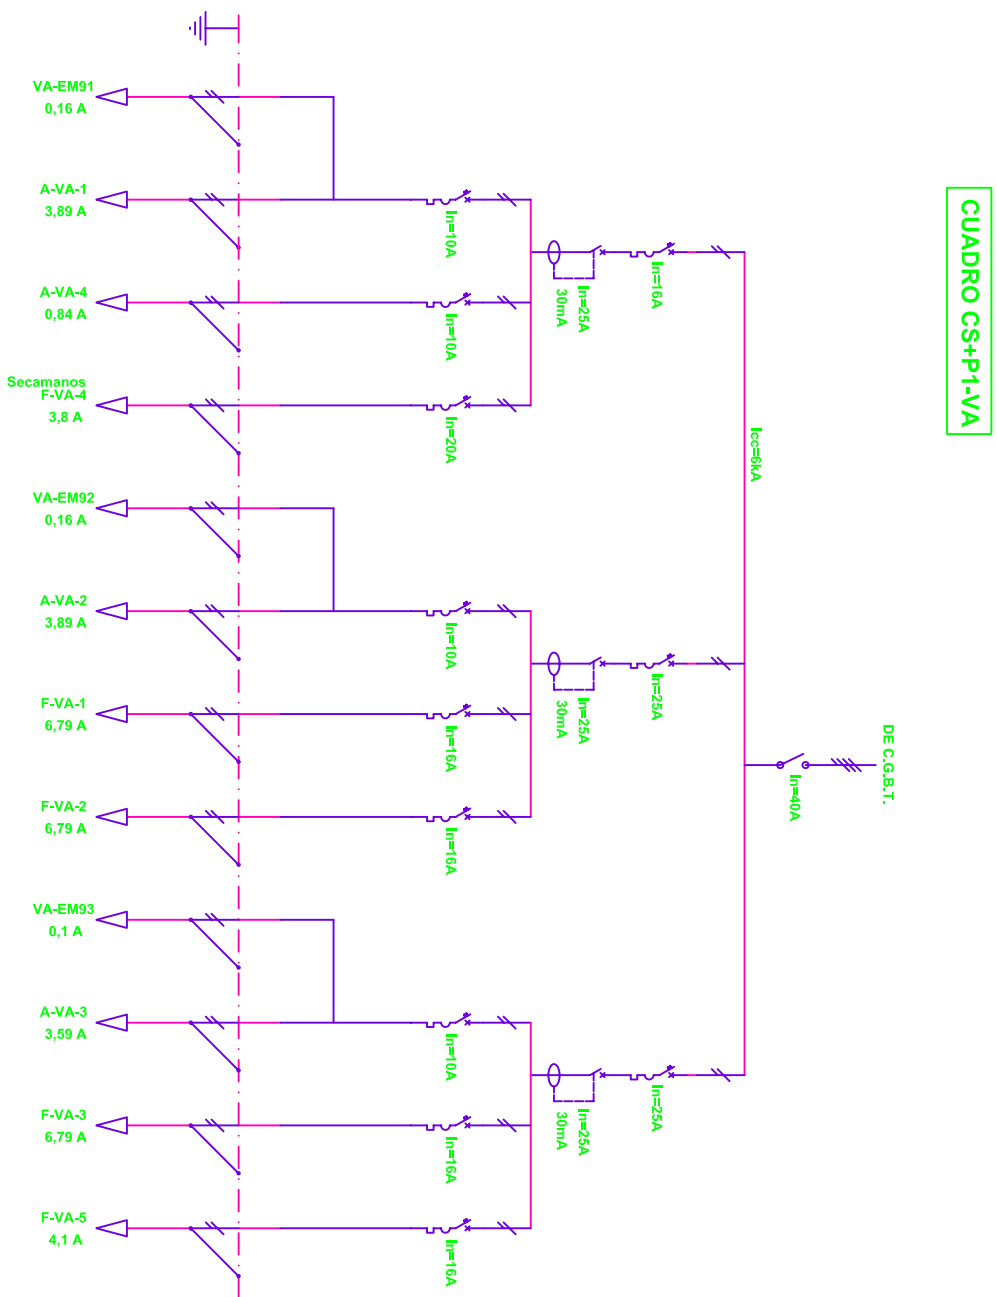 CUADRO CS+P1-VA
DE C.G.B.T.
In=40A
Icc=6kA
In=16A
In=25A
30mA
In=25A
In=25A
30mA
In=25A
In=25A
30mA
In=10A
In=10A
In=20A
In=10A
In=16A
In=16A
In=10A
In=16A
In=16A
VA-EM91
0,16 A
A-VA-1
3,89 A
A-VA-4
0,84 A
Secamanos
F-VA-4
3,8 A
VA-EM92
0,16 A
A-VA-2
3,89 A
F-VA-1
6,79 A
F-VA-2
6,79 A
VA-EM93
0,1 A
A-VA-3
3,59 A
F-VA-3
6,79 A
F-VA-5
4,1 A